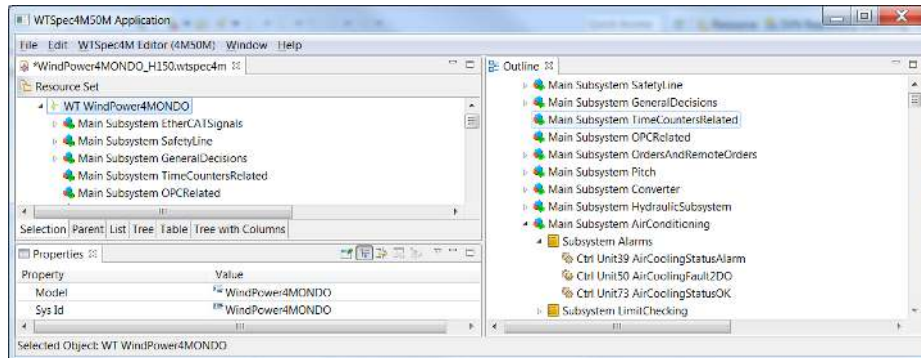 WTSpec4M50M Application
File Edit WTSpec4M Editor (4M50M) Window Help
*WindPower4MONDO_H150.wtspec4m
Resource Set
WT WindPower4MONDO
Main Subsystem EtherCATSignals
Main Subsystem SafetyLine
Main Subsystem GeneralDecisions
Main Subsystem TimeCountersRelated
Main Subsystem OPCRelated
Selection Parent List Tree Table Tree with Columns
Properties
Property Value
Model WindPower4MONDO
Sys Id WindPower4MONDO
Outline
Main Subsystem SafetyLine
Main Subsystem GeneralDecisions
Main Subsystem TimeCountersRelated
Main Subsystem OPCRelated
Main Subsystem OrdersAndRemoteOrders
Main Subsystem Pitch
Main Subsystem Converter
Main Subsystem HydraulicSubsystem
Main Subsystem AirConditioning
Subsystem Alarms
Ctrl Unit39 AirCoolingStatusAlarm
Ctrl Unit50 AirCoolingFault2DO
Ctrl Unit73 AirCoolingStatusOK
Subsystem LimitChecking
Selected Object: WT WindPower4MONDO